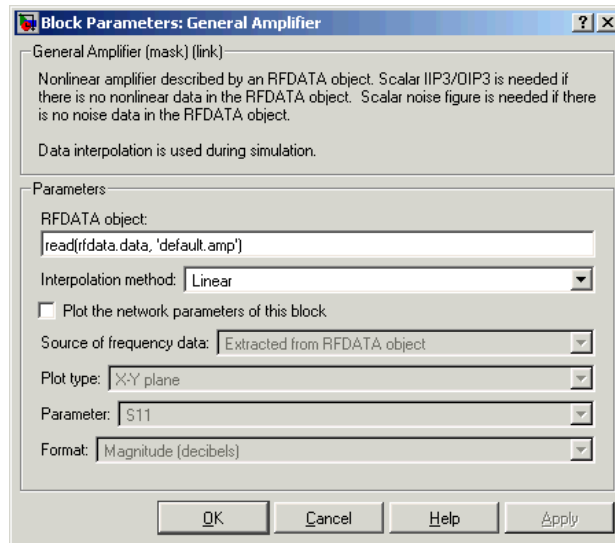 Block Parameters: General Amplifier
General Amplifier (mask) (link)
Nonlinear amplifier described by an RFDATA object. Scalar IIP3/OIP3 is needed if
there is no nonlinear data in the RFDATA object.  Scalar noise figure is needed if there
is no noise data in the RFDATA object.
Data interpolation is used during simulation.
Parameters
RFDATA object:
read(rfdata.data, 'default.amp')
Interpolation method: Linear
Plot the network parameters of this block
Source of frequency data: Extracted from RFDATA object
Plot type: X-Y plane
Parameter: S11
Format: Magnitude (decibels)
OK Cancel Help Apply